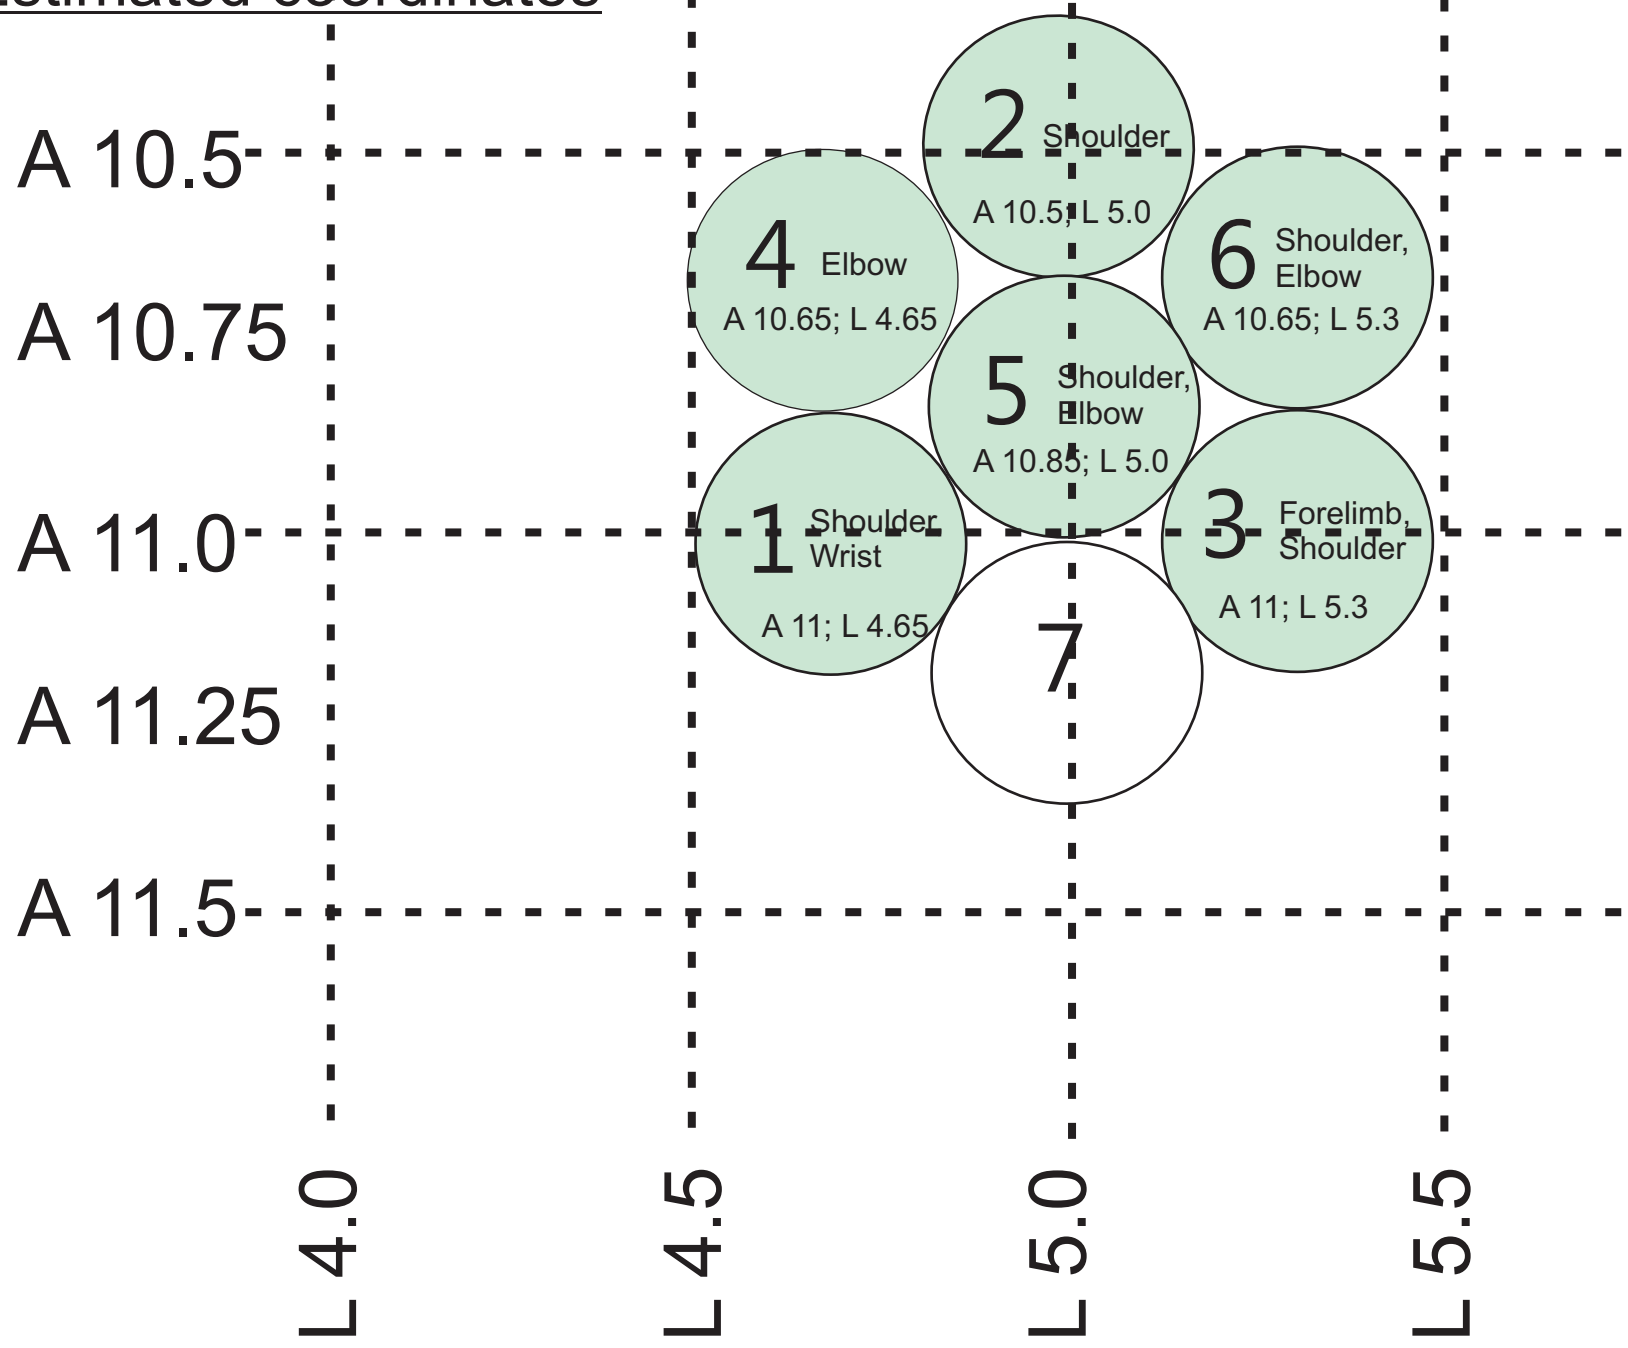 Estimated coordinates
A 10.5
A 10.75
A 11.0
A 11.25
A 11.5
2 Shoulder
A 10.5; L 5.0
4 Elbow
A 10.65; L 4.65
6 Shoulder,
Elbow
A 10.65; L 5.3
5 Shoulder,
Elbow
A 10.85; L 5.0
1 Shoulder
Wrist
A 11; L 4.65
3 Forelimb,
Shoulder
A 11; L 5.3
7
L 4.0
L 4.5
L 5.0
L 5.5